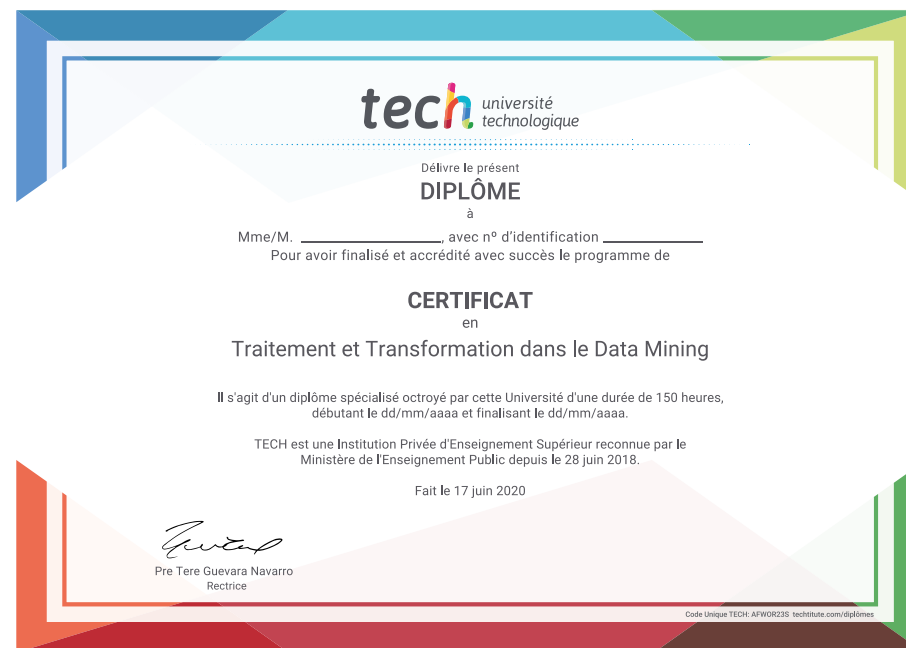 tech université
technologique
Délivre le présent
DIPLÔME
à
Mme/M. ____________________, avec nº d'identification ______________
Pour avoir finalisé et accrédité avec succès le programme de
CERTIFICAT
en
Traitement et Transformation dans le Data Mining
Il s'agit d'un diplôme spécialisé octroyé par cette Université d'une durée de 150 heures,
débutant le dd/mm/aaaa et finalisant le dd/mm/aaaa.
TECH est une Institution Privée d'Enseignement Supérieur reconnue par le
Ministère de l'Enseignement Public depuis le 28 juin 2018.
Fait le 17 juin 2020
Pre Tere Guevara Navarro
Rectrice
Code Unique TECH: AFWOR23S techtitute.com/diplômes